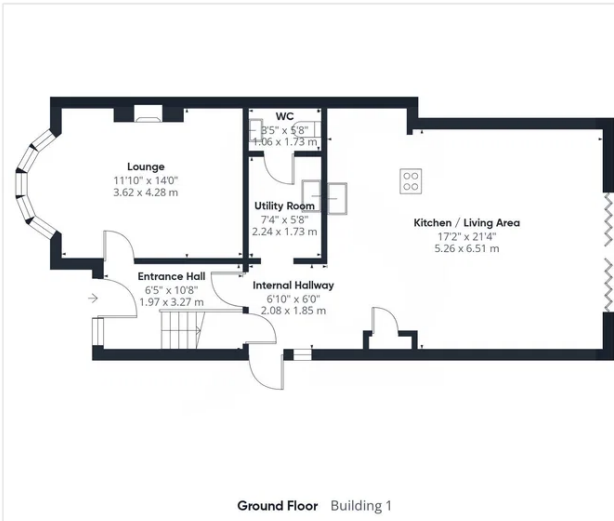 WC
3'5" x 5'8"
1.06 x 1.73 m
Lounge
11'10" x 14'0"
3.62 x 4.28 m
Utility Room
7'4" x 5'8"
2.24 x 1.73 m
Kitchen / Living Area
17'2" x 21'4"
5.26 x 6.51 m
Entrance Hall
6'5" x 10'8"
1.97 x 3.27 m
Internal Hallway
6'10" x 6'0"
2.08 x 1.85 m
Ground Floor Building 1